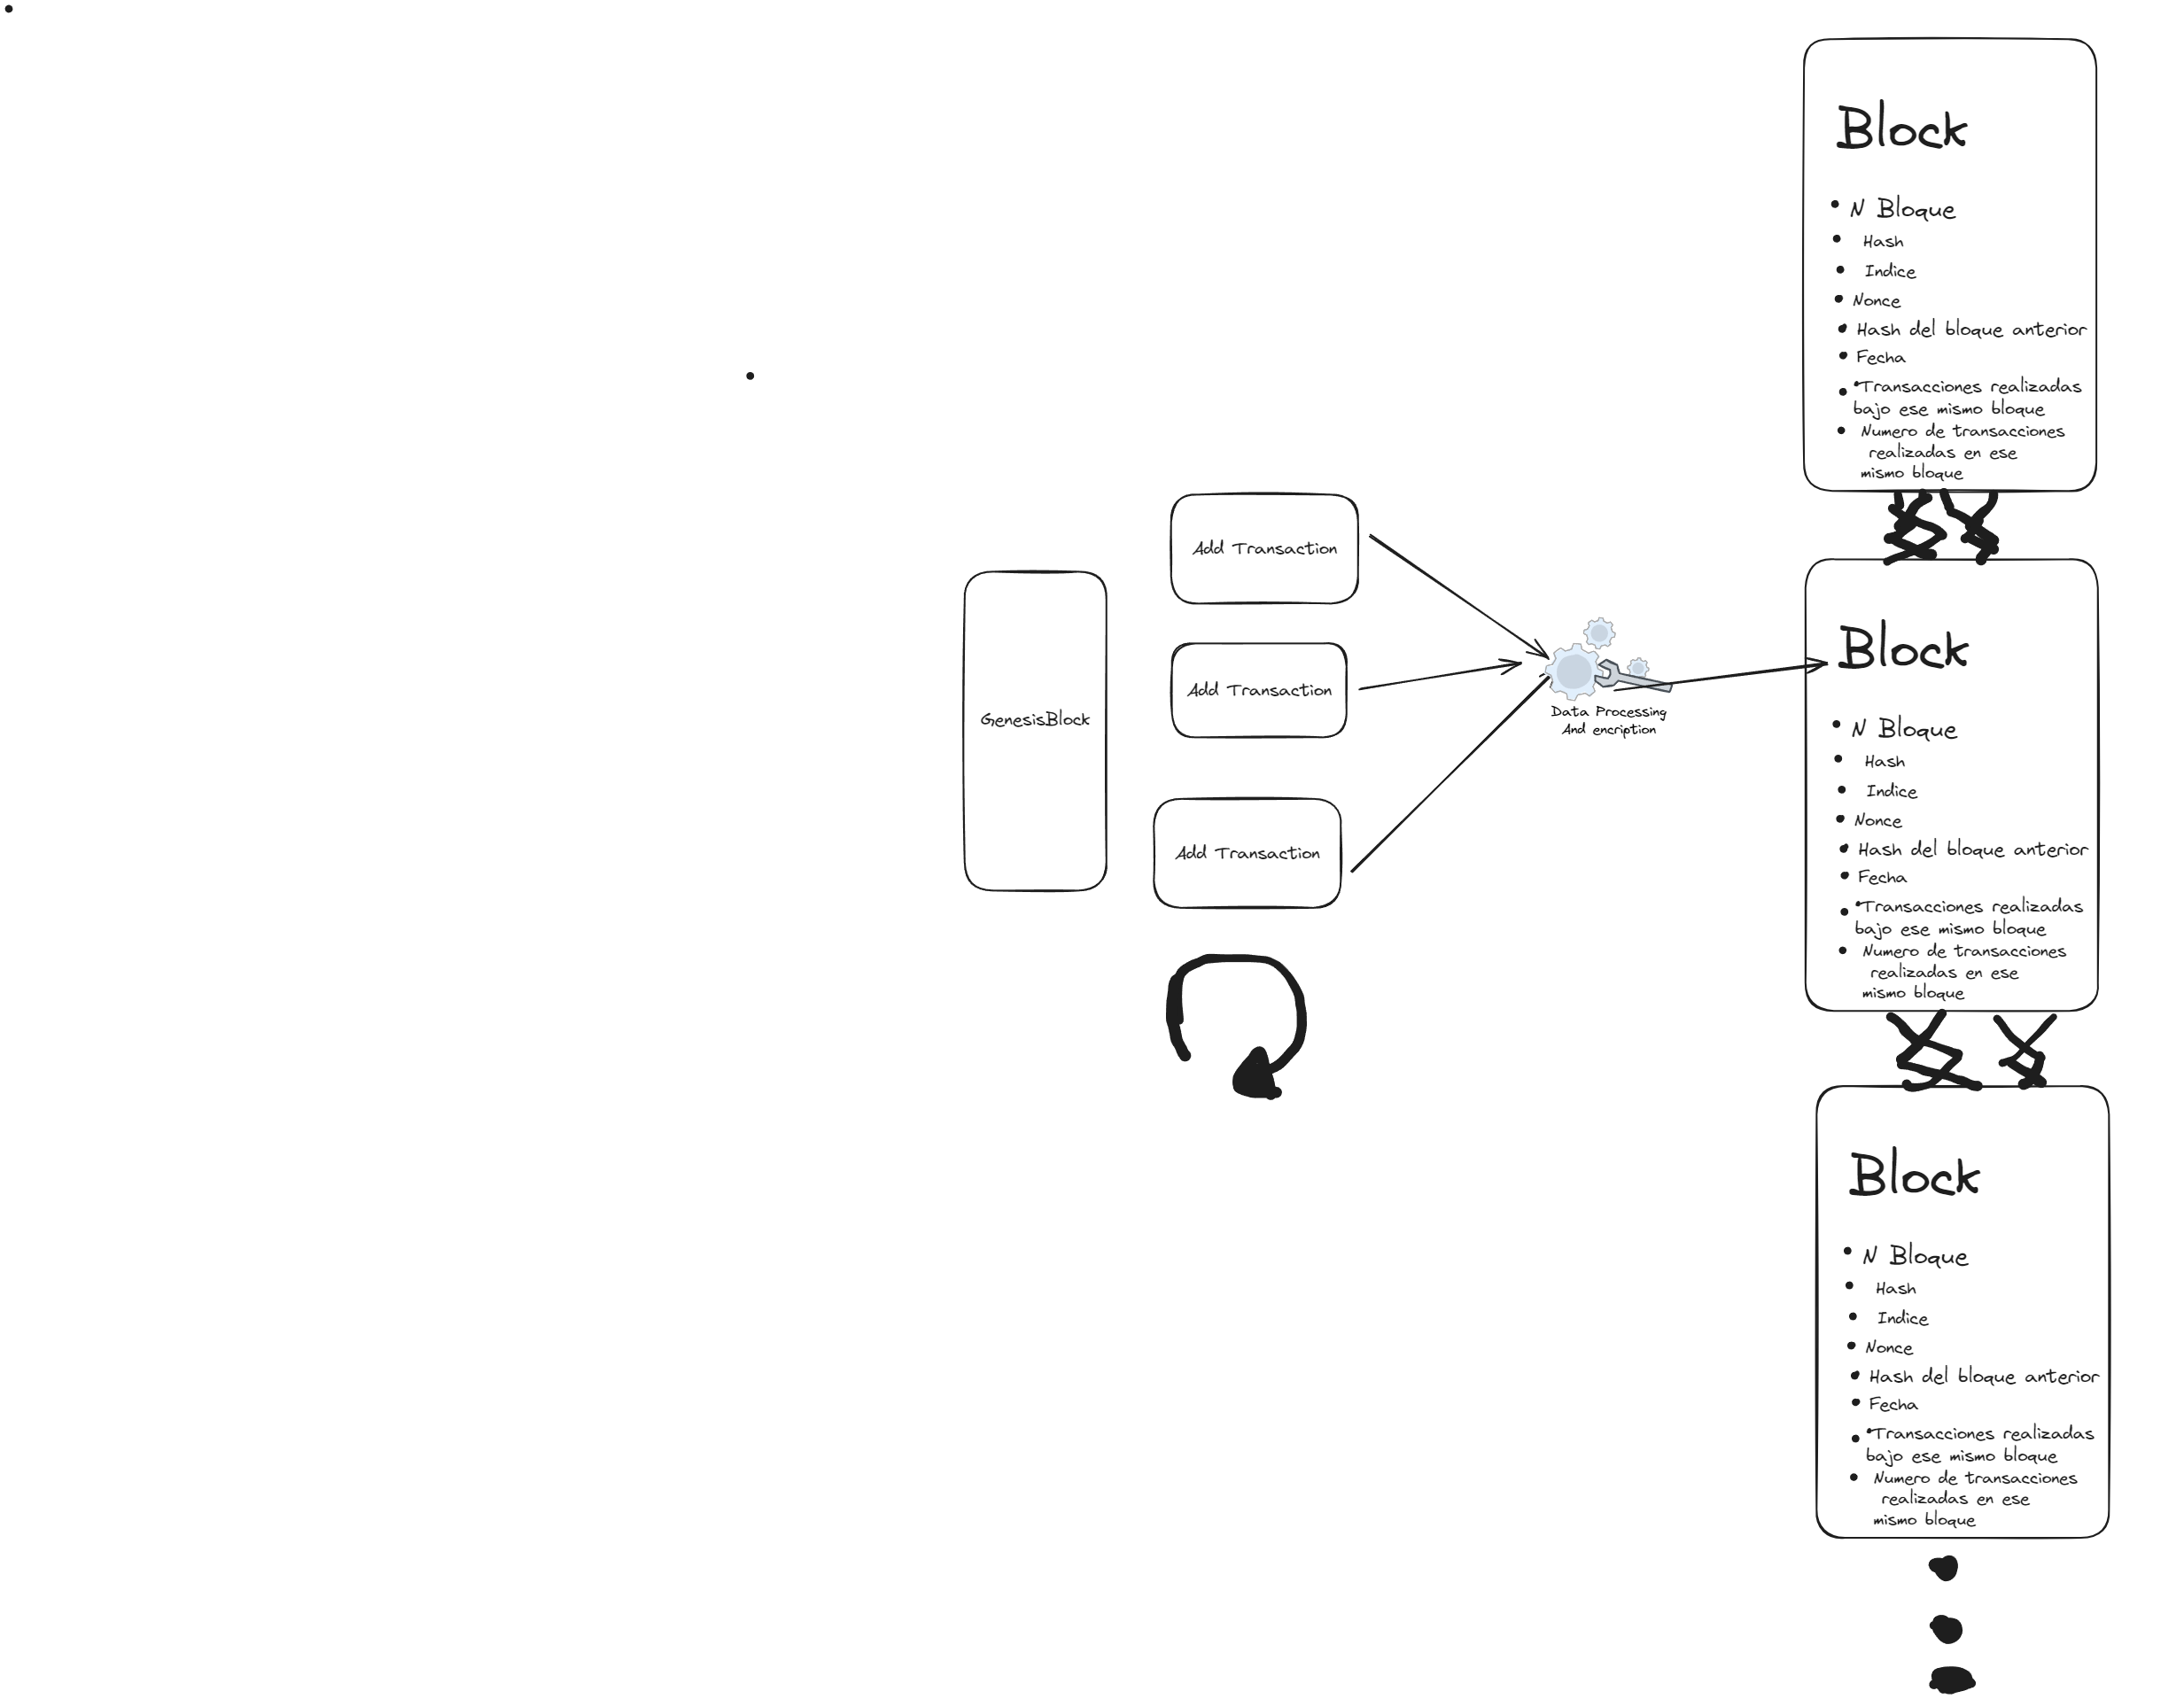 GenesisBlock
Add Transaction
Add Transaction
Add Transaction
Data Processing
And encription
Block
N Bloque
Hash
Indice
Nonce
Hash del bloque anterior
Fecha
Transacciones realizadas
bajo ese mismo bloque
Numero de transacciones
realizadas en ese
mismo bloque
Block
N Bloque
Hash
Indice
Nonce
Hash del bloque anterior
Fecha
Transacciones realizadas
bajo ese mismo bloque
Numero de transacciones
realizadas en ese
mismo bloque
Block
N Bloque
Hash
Indice
Nonce
Hash del bloque anterior
Fecha
Transacciones realizadas
bajo ese mismo bloque
Numero de transacciones
realizadas en ese
mismo bloque